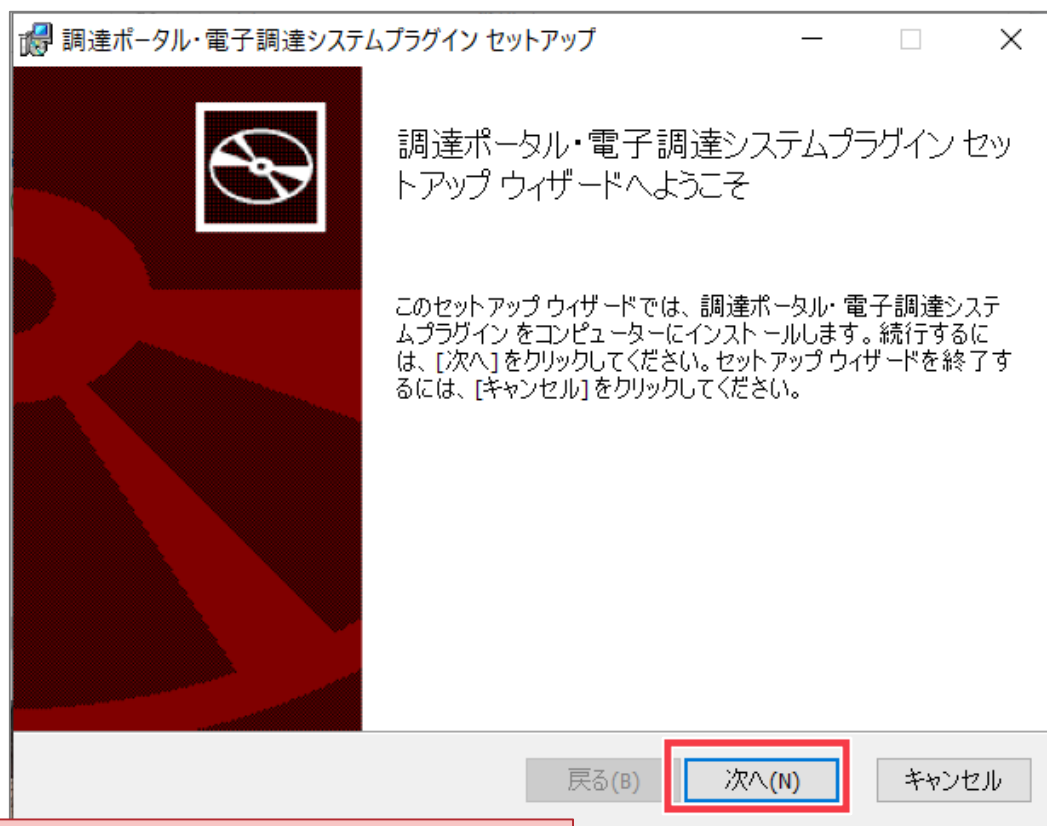 調達ポータル・電子調達システムプラグイン セットアップ
調達ポータル・電子調達システムプラグイン セッ
トアップ ウィザードへようこそ
このセットアップ ウィザードでは、調達ポータル・電子調達システ
ムプラグイン をコンピューターにインストールします。続行するに
は、[次へ] をクリックしてください。セットアップ ウィザードを終了す
るには、[キャンセル] をクリックしてください。
戻る(B)
次へ(N)
キャンセル